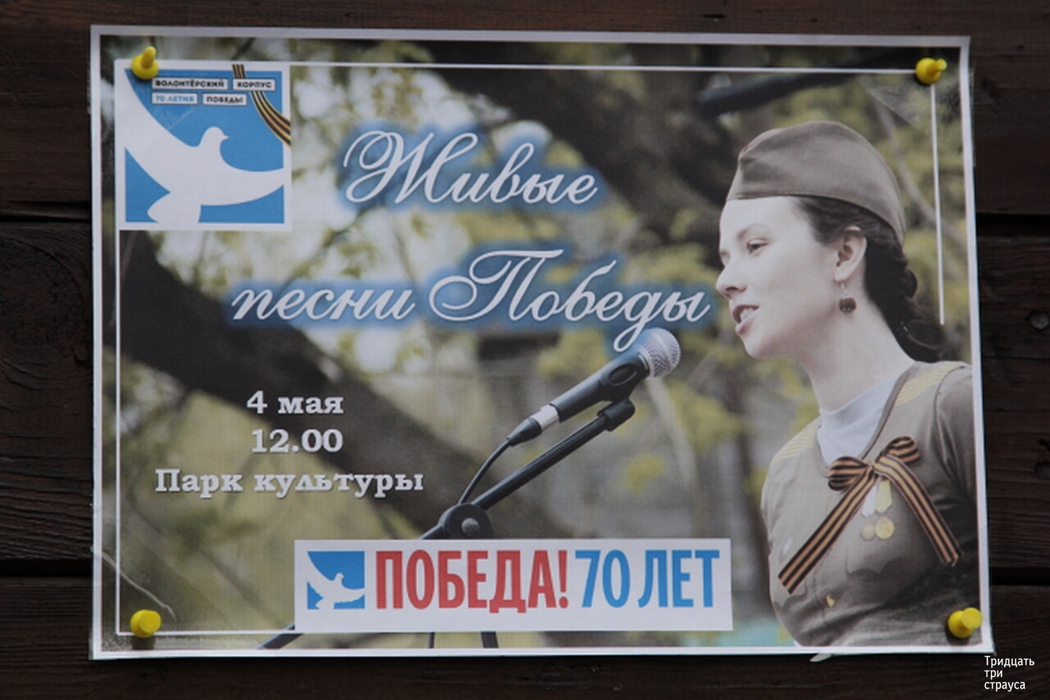 ВОЛОНТЁРСКИЙ КОРПУС
70-ЛЕТИЯ ПОБЕДЫ
Живые
песни Победы
4 мая
12.00
Парк культуры
ПОБЕДА! 70 ЛЕТ
Тридцать
три
страуса